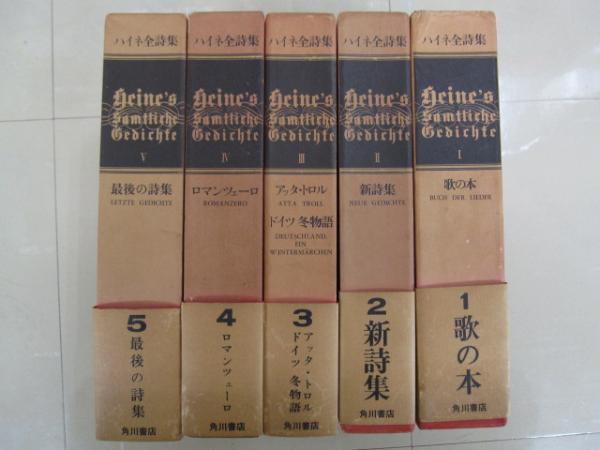 ハイネ全詩集
Heine's
Sämtliche
Gedichte
V
最後の詩集
LETZTE GEDICHTE
5
最後の詩集
角川書店
ハイネ全詩集
Heine's
Sämtliche
Gedichte
IV
ロマンツェーロ
ROMANZERO
4
ロマンツェーロ
角川書店
ハイネ全詩集
Heine's
Sämtliche
Gedichte
III
アッタ・トロル
ATTA TROLL
ドイツ 冬物語
DEUTSCHLAND,
EIN
WINTERMÄRCHEN
3
アッタ・トロル
ドイツ 冬物語
角川書店
ハイネ全詩集
Heine's
Sämtliche
Gedichte
II
新詩集
NEUE GEDICHTE
2
新詩集
角川書店
ハイネ全詩集
Heine's
Sämtliche
Gedichte
I
歌の本
BUCH DER LIEDER
1
歌の本
角川書店